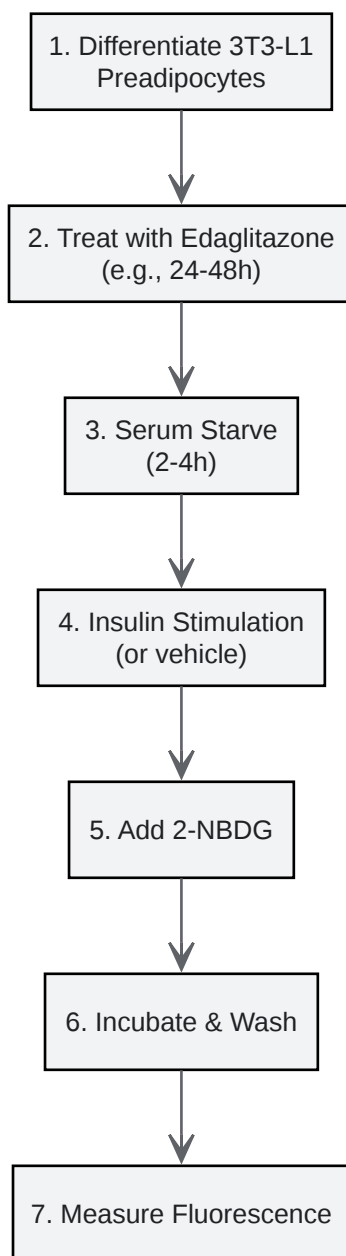 1. Differentiate 3T3-L1
Preadipocytes
2. Treat with Edaglitazone
(e.g., 24-48h)
3. Serum Starve
(2-4h)
4. Insulin Stimulation
(or vehicle)
5. Add 2-NBDG
6. Incubate & Wash
7. Measure Fluorescence